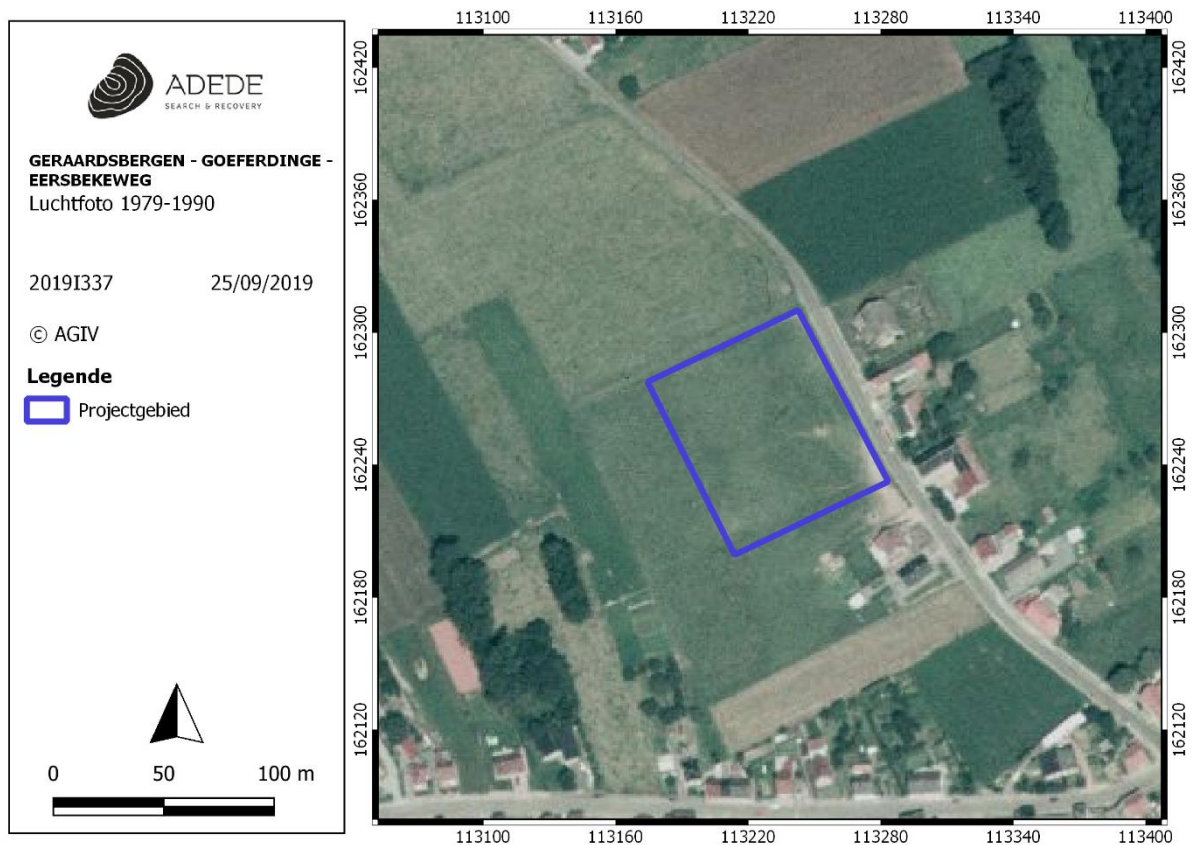 ADEDE
SEARCH & RECOVERY
GERAARDSBERGEN - GOEFERDINGE -
EERSBEKEWEG
Luchtfoto 1979-1990
2019I337 25/09/2019
© AGIV
Legende
Projectgebied
0 50 100 m
113100 113160 113220 113280 113340 113400
162420 162420
162360 162360
162300 162300
162240 162240
162180 162180
162120 162120
113100 113160 113220 113280 113340 113400